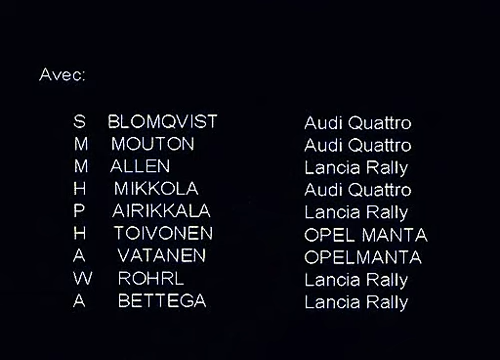 Avec:
S BLOMQVIST Audi Quattro
M MOUTON Audi Quattro
M ALLEN Lancia Rally
H MIKKOLA Audi Quattro
P AIRIKKALA Lancia Rally
H TOIVONEN OPEL MANTA
A VATANEN OPELMANTA
W ROHRL Lancia Rally
A BETTEGA Lancia Rally